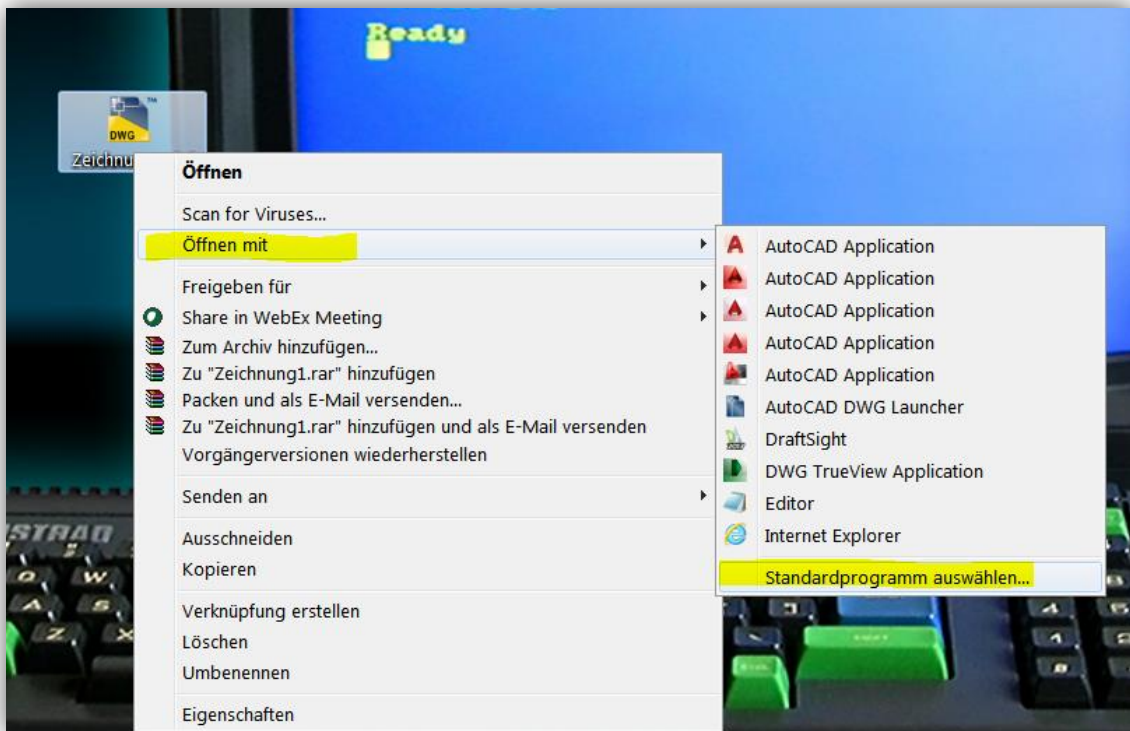 Ready
DWG
TM
Zeichnu
Öffnen
Scan for Viruses...
Öffnen mit
Freigeben für
Share in WebEx Meeting
Zum Archiv hinzufügen...
Zu "Zeichnung1.rar" hinzufügen
Packen und als E-Mail versenden...
Zu "Zeichnung1.rar" hinzufügen und als E-Mail versenden
Vorgängerversionen wiederherstellen
Senden an
Ausschneiden
Kopieren
Verknüpfung erstellen
Löschen
Umbenennen
Eigenschaften
AutoCAD Application
AutoCAD Application
AutoCAD Application
AutoCAD Application
AutoCAD Application
AutoCAD DWG Launcher
DraftSight
DWG TrueView Application
Editor
Internet Explorer
Standardprogramm auswählen...
STRAD
Q W
A S
Z X